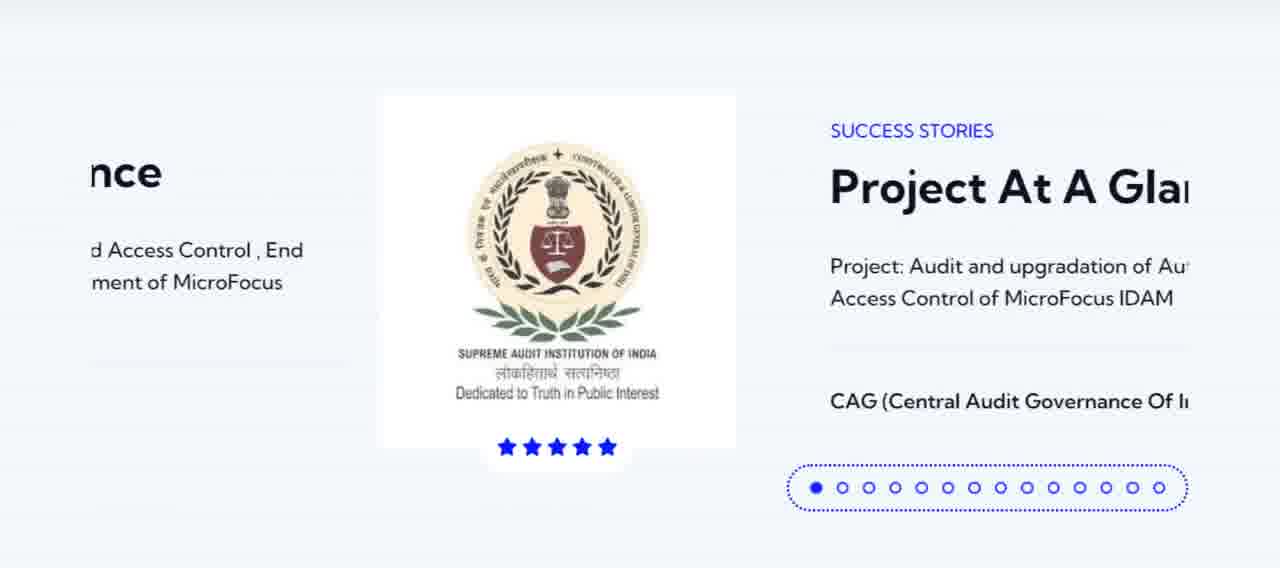 nce
d Access Control , End
ment of MicroFocus
SUPREME AUDIT INSTITUTION OF INDIA
लोकहितार्थ सत्यनिष्ठा
Dedicated to Truth in Public Interest
SUCCESS STORIES
Project At A Gla
Project: Audit and upgradation of Au
Access Control of MicroFocus IDAM
CAG (Central Audit Governance Of I